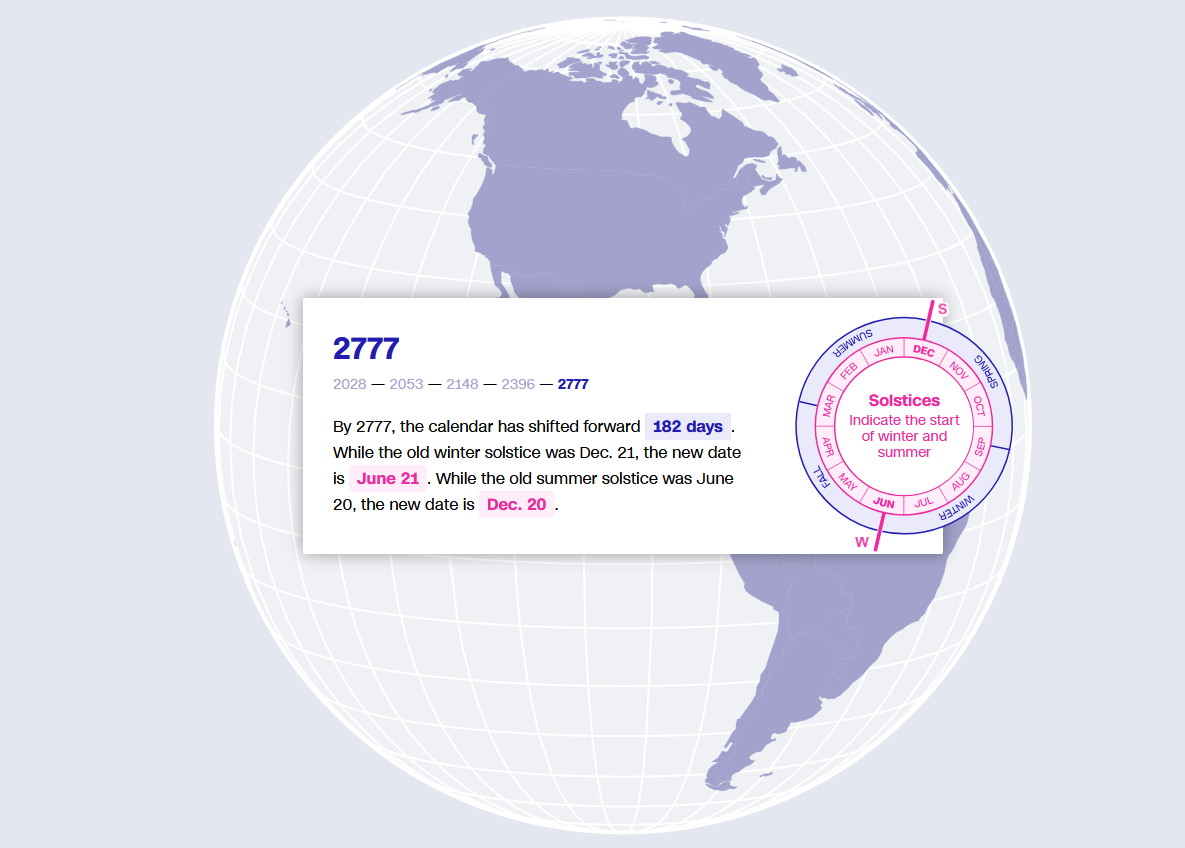 2777
2028 — 2053 — 2148 — 2396 — 2777
By 2777, the calendar has shifted forward 182 days .
While the old winter solstice was Dec. 21, the new date
is June 21 . While the old summer solstice was June
20, the new date is Dec. 20 .
S
SUMMER
SPRING
FALL
WINTER
JAN
DEC
NOV
OCT
SEP
AUG
JUL
JUN
MAY
APR
MAR
FEB
Solstices
Indicate the start
of winter and
summer
W